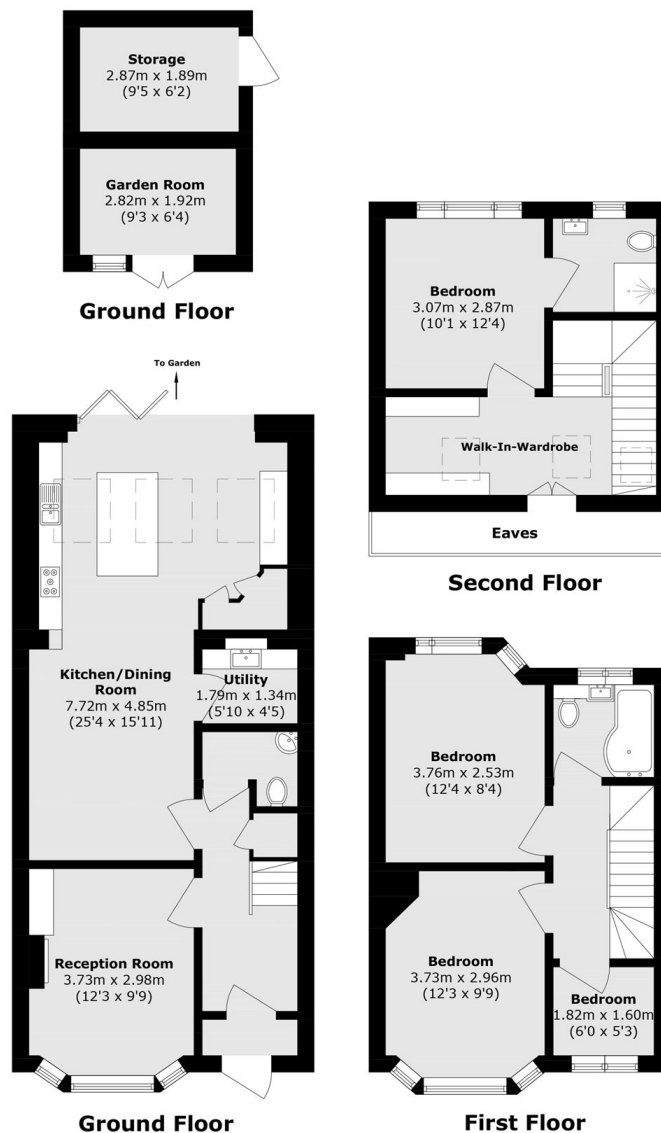 Storage
2.87m x 1.89m
(9'5 x 6'2)
Garden Room
2.82m x 1.92m
(9'3 x 6'4)
Ground Floor
Bedroom
3.07m x 2.87m
(10'1 x 12'4)
Walk-In-Wardrobe
Eaves
Second Floor
To Garden
Kitchen/Dining
Room
7.72m x 4.85m
(25'4 x 15'11)
Utility
1.79m x 1.34m
(5'10 x 4'5)
Reception Room
3.73m x 2.98m
(12'3 x 9'9)
Ground Floor
Bedroom
3.76m x 2.53m
(12'4 x 8'4)
Bedroom
3.73m x 2.96m
(12'3 x 9'9)
Bedroom
1.82m x 1.60m
(6'0 x 5'3)
First Floor